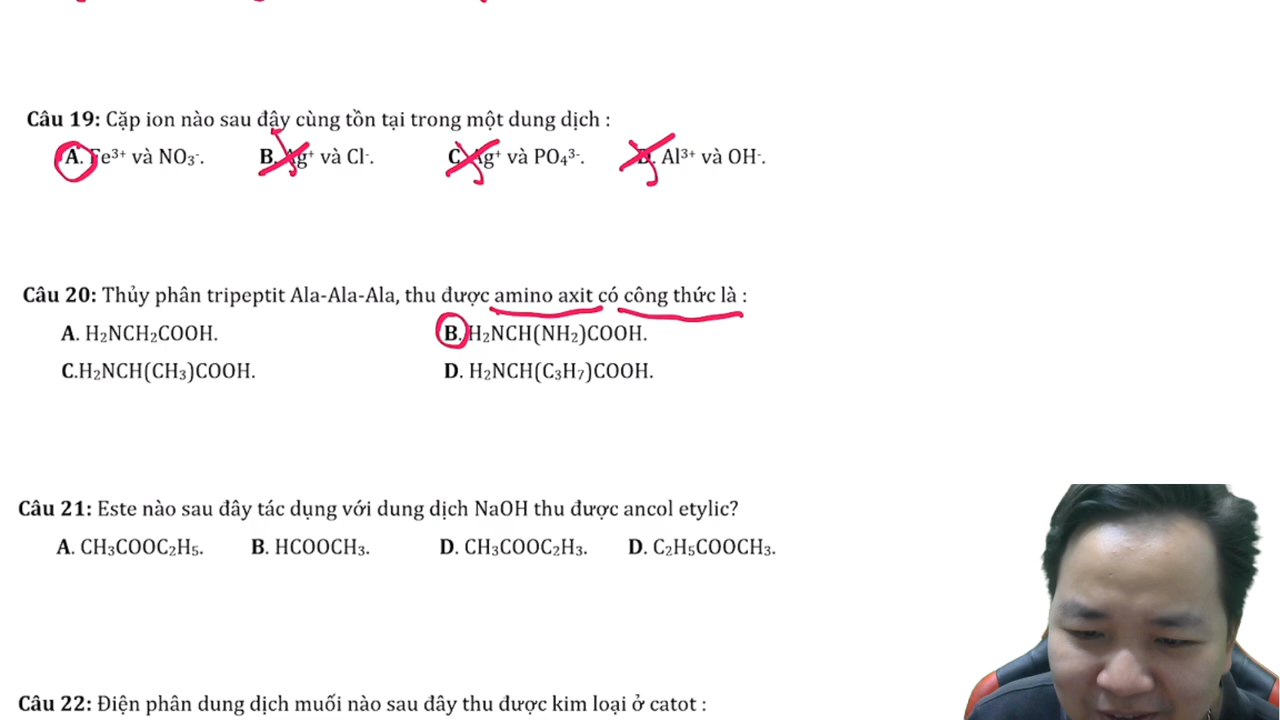 Câu 19: Cặp ion nào sau đây cùng tồn tại trong một dung dịch :
A. Fe³⁺ và NO₃⁻. B. Ag⁺ và Cl⁻. C. Ag⁺ và PO₄³⁻. D. Al³⁺ và OH⁻.
Câu 20: Thủy phân tripeptit Ala-Ala-Ala, thu được amino axit có công thức là :
A. H₂NCH₂COOH. B. H₂NCH(NH₂)COOH.
C.H₂NCH(CH₃)COOH. D. H₂NCH(C₃H₇)COOH.
Câu 21: Este nào sau đây tác dụng với dung dịch NaOH thu được ancol etylic?
A. CH₃COOC₂H₅. B. HCOOCH₃. D. CH₃COOC₂H₃. D. C₂H₅COOCH₃.
Câu 22: Điện phân dung dịch muối nào sau đây thu được kim loại ở catot :